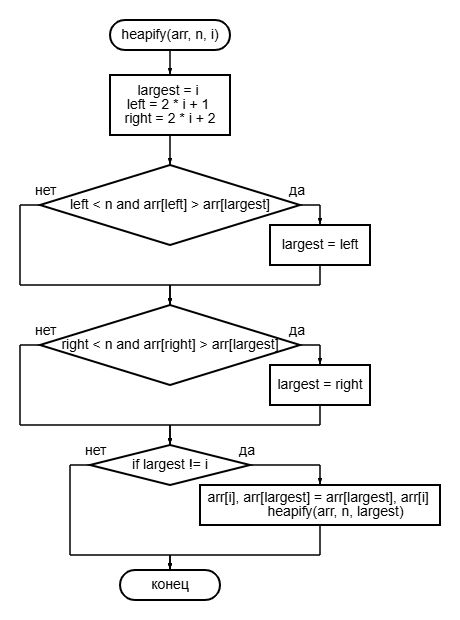 heapify(arr, n, i)
largest = i
left = 2 * i + 1
right = 2 * i + 2
нет
да
left < n and arr[left] > arr[largest]
largest = left
нет
да
right < n and arr[right] > arr[largest]
largest = right
нет
да
if largest != i
arr[i], arr[largest] = arr[largest], arr[i]
heapify(arr, n, largest)
конец